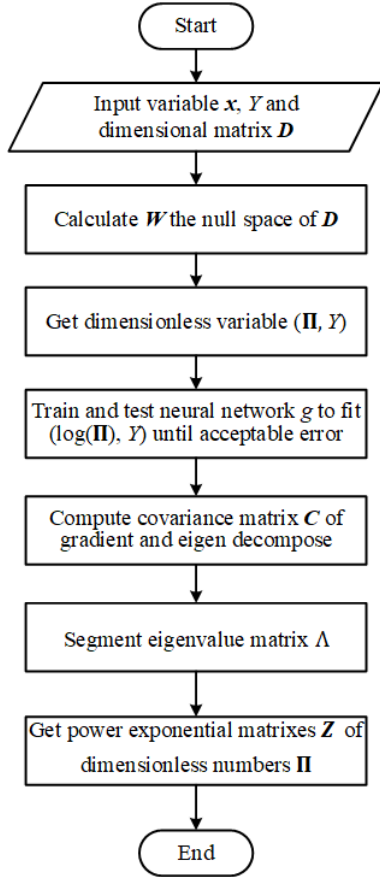 Start
Input variable x, Y and
dimensional matrix D
Calculate W the null space of D
Get dimensionless variable (Π, Y)
Train and test neural network g to fit
(log(Π), Y) until acceptable error
Compute covariance matrix C of
gradient and eigen decompose
Segment eigenvalue matrix Λ
Get power exponential matrixes Z of
dimensionless numbers Π
End